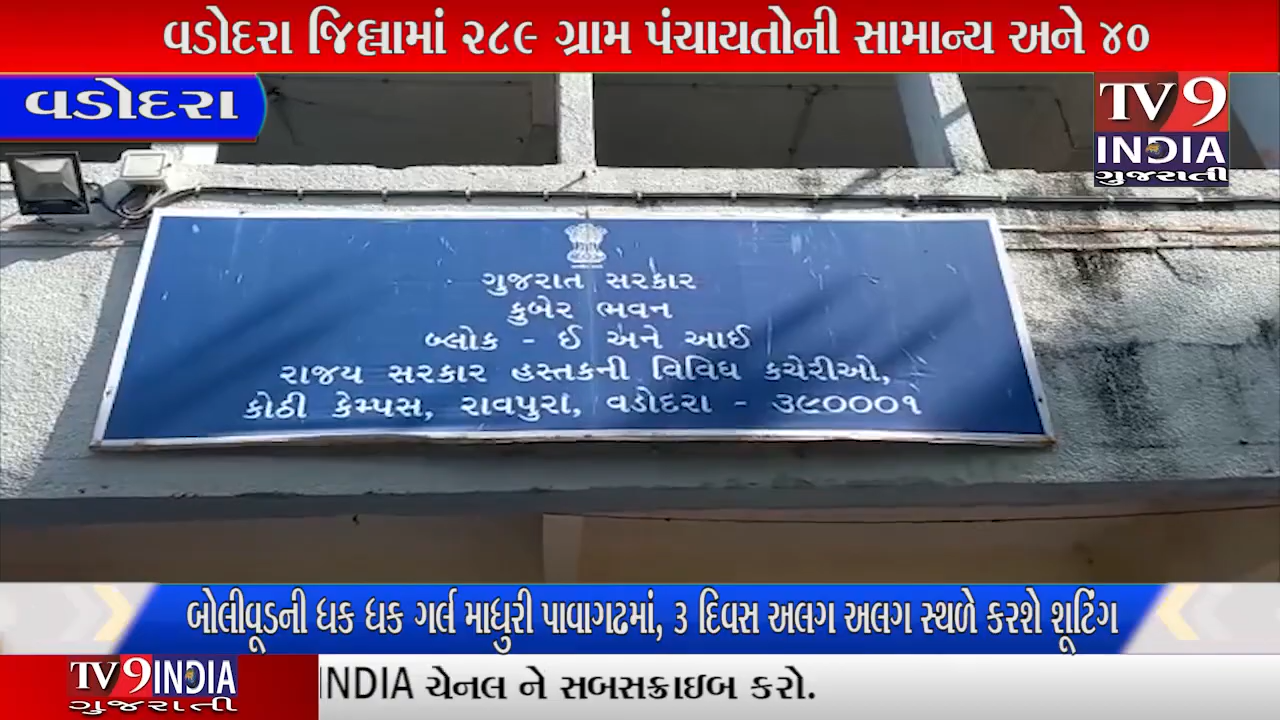 વડોદરા જિલ્લામાં ૨૮૯ ગ્રામ પંચાયતોની સામાન્ય અને ૪૦
વડોદરા
TV9
INDIA
ગુજરાતી
ગુજરાત સરકાર
કુબેર ભવન
બ્લોક - ઈ અને આઈ
રાજય સરકાર હસ્તકની વિવિધ કચેરીઓ,
કોઠી કેમ્પસ, રાવપુરા, વડોદરા - ૩૯૦૦૦૧
બોલીવૂડની ધક ધક ગર્લ માધુરી પાવાગઢમાં, ૩ દિવસ અલગ અલગ સ્થળે કરશે શૂટિંગ
TV9INDIA
ગુજરાતી
INDIA ચેનલ ને સબસક્રાઇબ કરો.